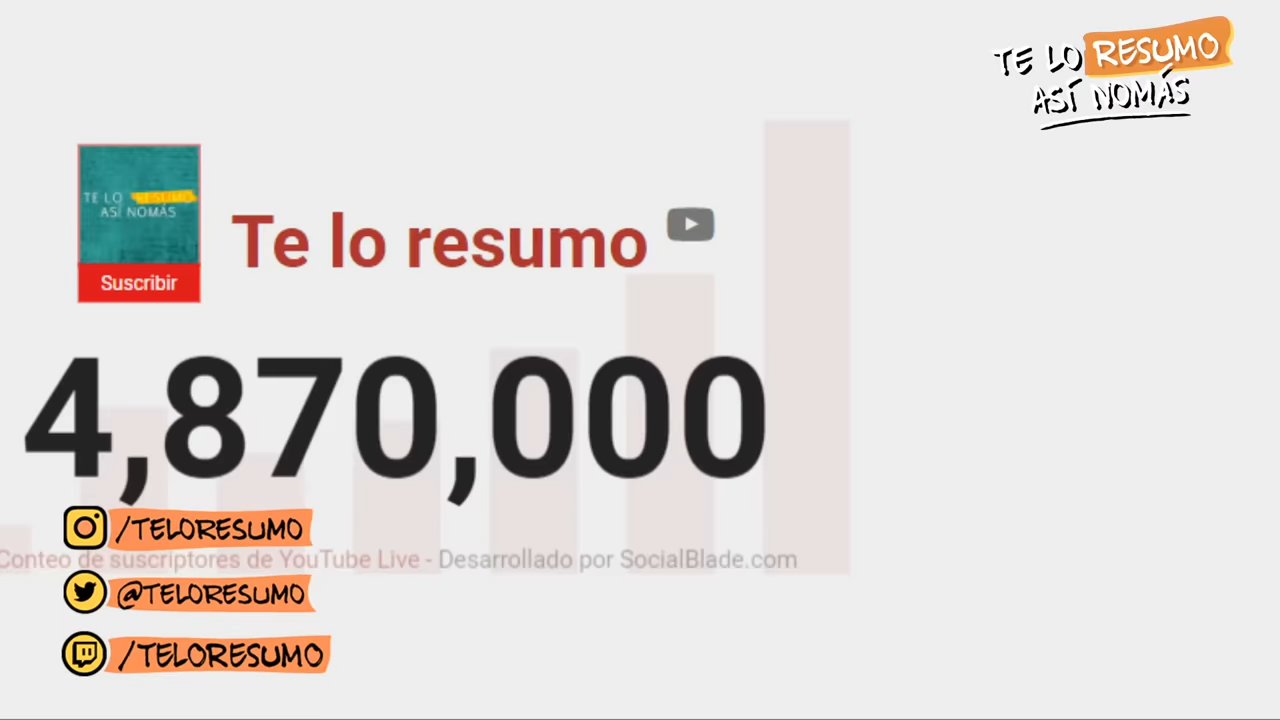 TE LO RESUMO
ASÍ NOMÁS
TE LO RESUMO
ASÍ NOMÁS
Suscribir
Te lo resumo
4,870,000
/TELORESUMO
Conteo de suscriptores de YouTube Live - Desarrollado por SocialBlade.com
@TELORESUMO
/TELORESUMO